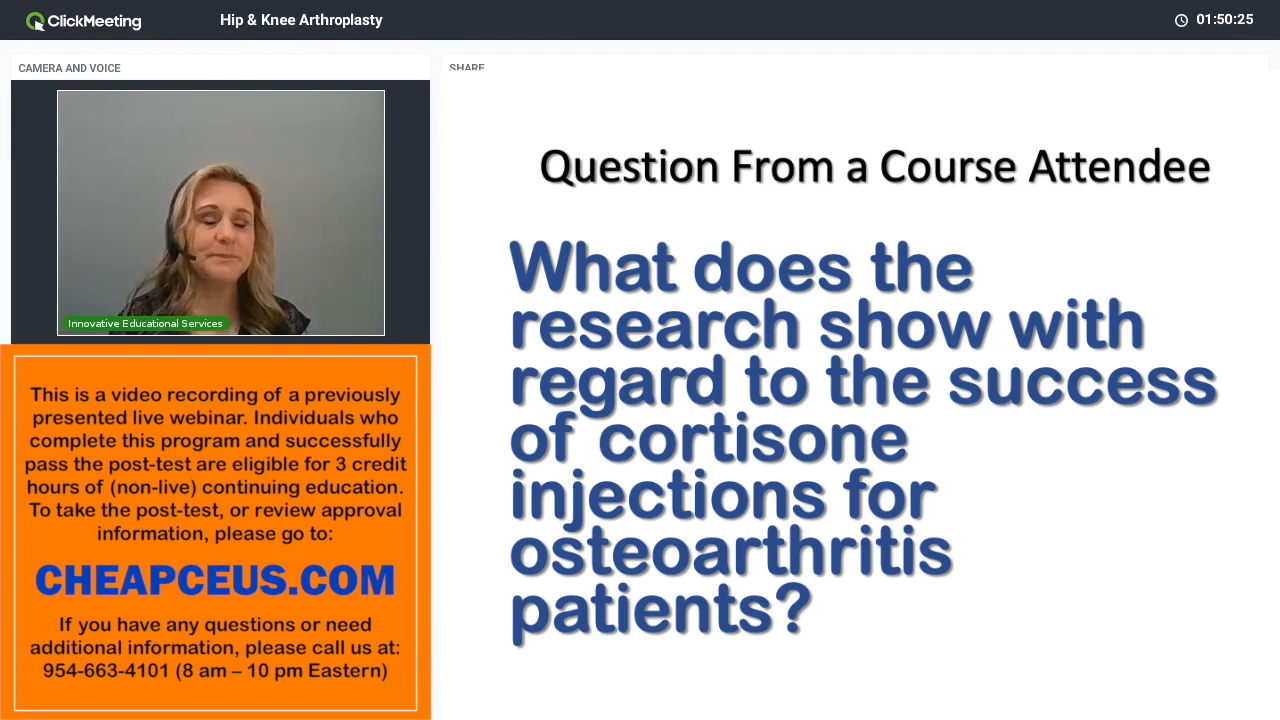 ClickMeeting
Hip & Knee Arthroplasty
01:50:25
CAMERA AND VOICE
SHARE
Innovative Educational Services
This is a video recording of a previously
presented live webinar. Individuals who
complete this program and successfully
pass the post-test are eligible for 3 credit
hours of (non-live) continuing education.
To take the post-test, or review approval
information, please go to:
CHEAPCEUS.COM
If you have any questions or need
additional information, please call us at:
954-663-4101 (8 am – 10 pm Eastern)
Question From a Course Attendee
What does the
research show with
regard to the success
of cortisone
injections for
osteoarthritis
patients?